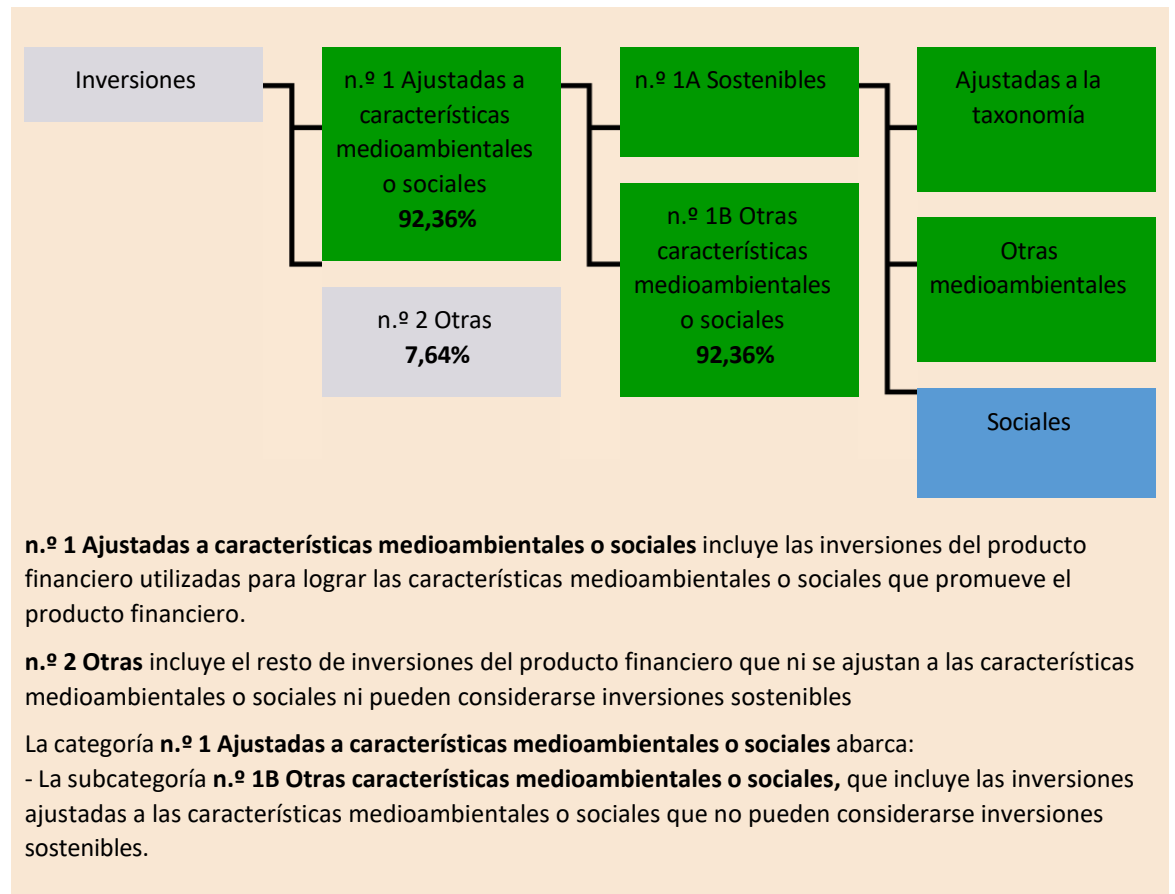 Inversiones
n.º 1 Ajustadas a
características
medioambientales
o sociales
92,36%
n.º 2 Otras
7,64%
n.º 1A Sostenibles
n.º 1B Otras
características
medioambientales
o sociales
92,36%
Ajustadas a la
taxonomía
Otras
medioambientales
Sociales
n.º 1 Ajustadas a características medioambientales o sociales incluye las inversiones del producto
financiero utilizadas para lograr las características medioambientales o sociales que promueve el
producto financiero.
n.º 2 Otras incluye el resto de inversiones del producto financiero que ni se ajustan a las características
medioambientales o sociales ni pueden considerarse inversiones sostenibles
La categoría n.º 1 Ajustadas a características medioambientales o sociales abarca:
- La subcategoría n.º 1B Otras características medioambientales o sociales, que incluye las inversiones
ajustadas a las características medioambientales o sociales que no pueden considerarse inversiones
sostenibles.